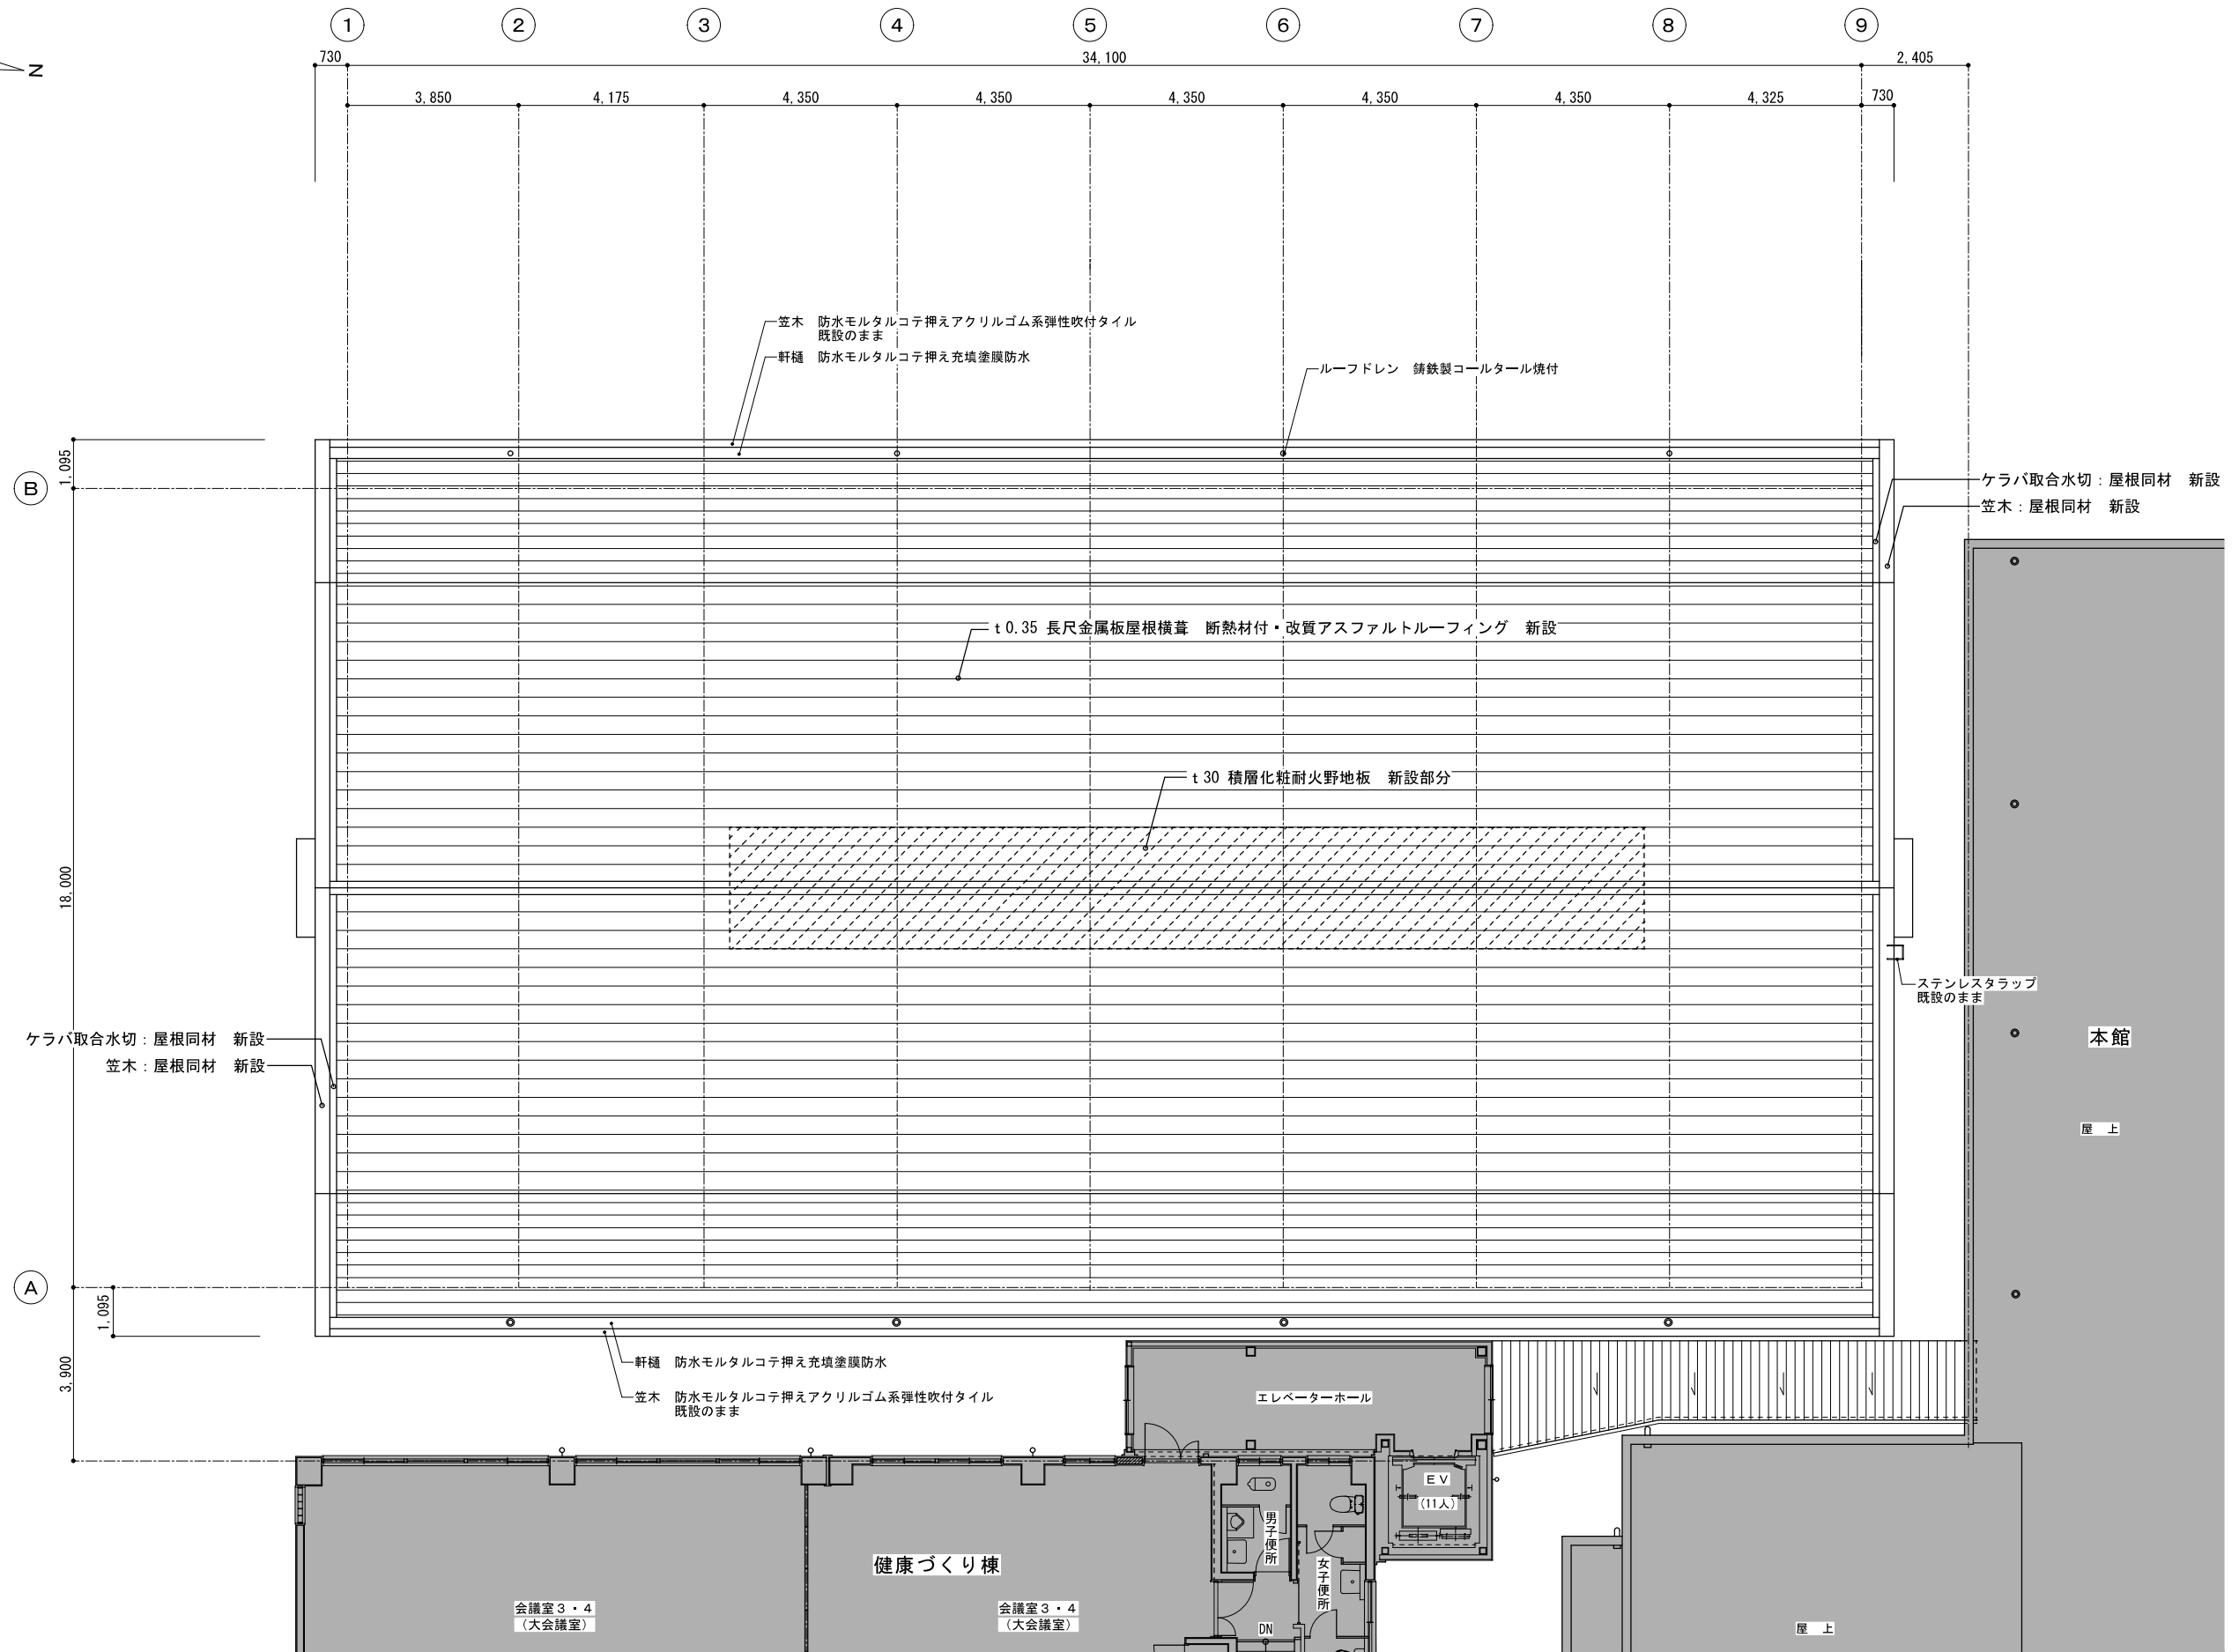 1 2 3 4 5 6 7 8 9
730 34,100 2,405
N
3,850 4,175 4,350 4,350 4,350 4,350 4,350 4,325 730
笠木　防水モルタルコテ押えアクリルゴム系弾性吹付タイル
既設のまま
軒樋　防水モルタルコテ押え充填塗膜防水
ルーフドレン　鋳鉄製コールタール焼付
1,095
B
ケラバ取合水切：屋根同材　新設
笠木：屋根同材　新設
t 0.35 長尺金属板屋根横葺　断熱材付・改質アスファルトルーフィング　新設
t 30 積層化粧耐火野地板　新設部分
18,000
ステンレスタラップ
既設のまま
ケラバ取合水切：屋根同材　新設
笠木：屋根同材　新設
本館
屋　上
A
1,095
3,900
軒樋　防水モルタルコテ押え充填塗膜防水
笠木　防水モルタルコテ押えアクリルゴム系弾性吹付タイル
既設のまま
エレベーターホール
EV
(11人)
男子便所
女子便所
健康づくり棟
会議室３・４
（大会議室）
会議室３・４
（大会議室）
DN
屋　上